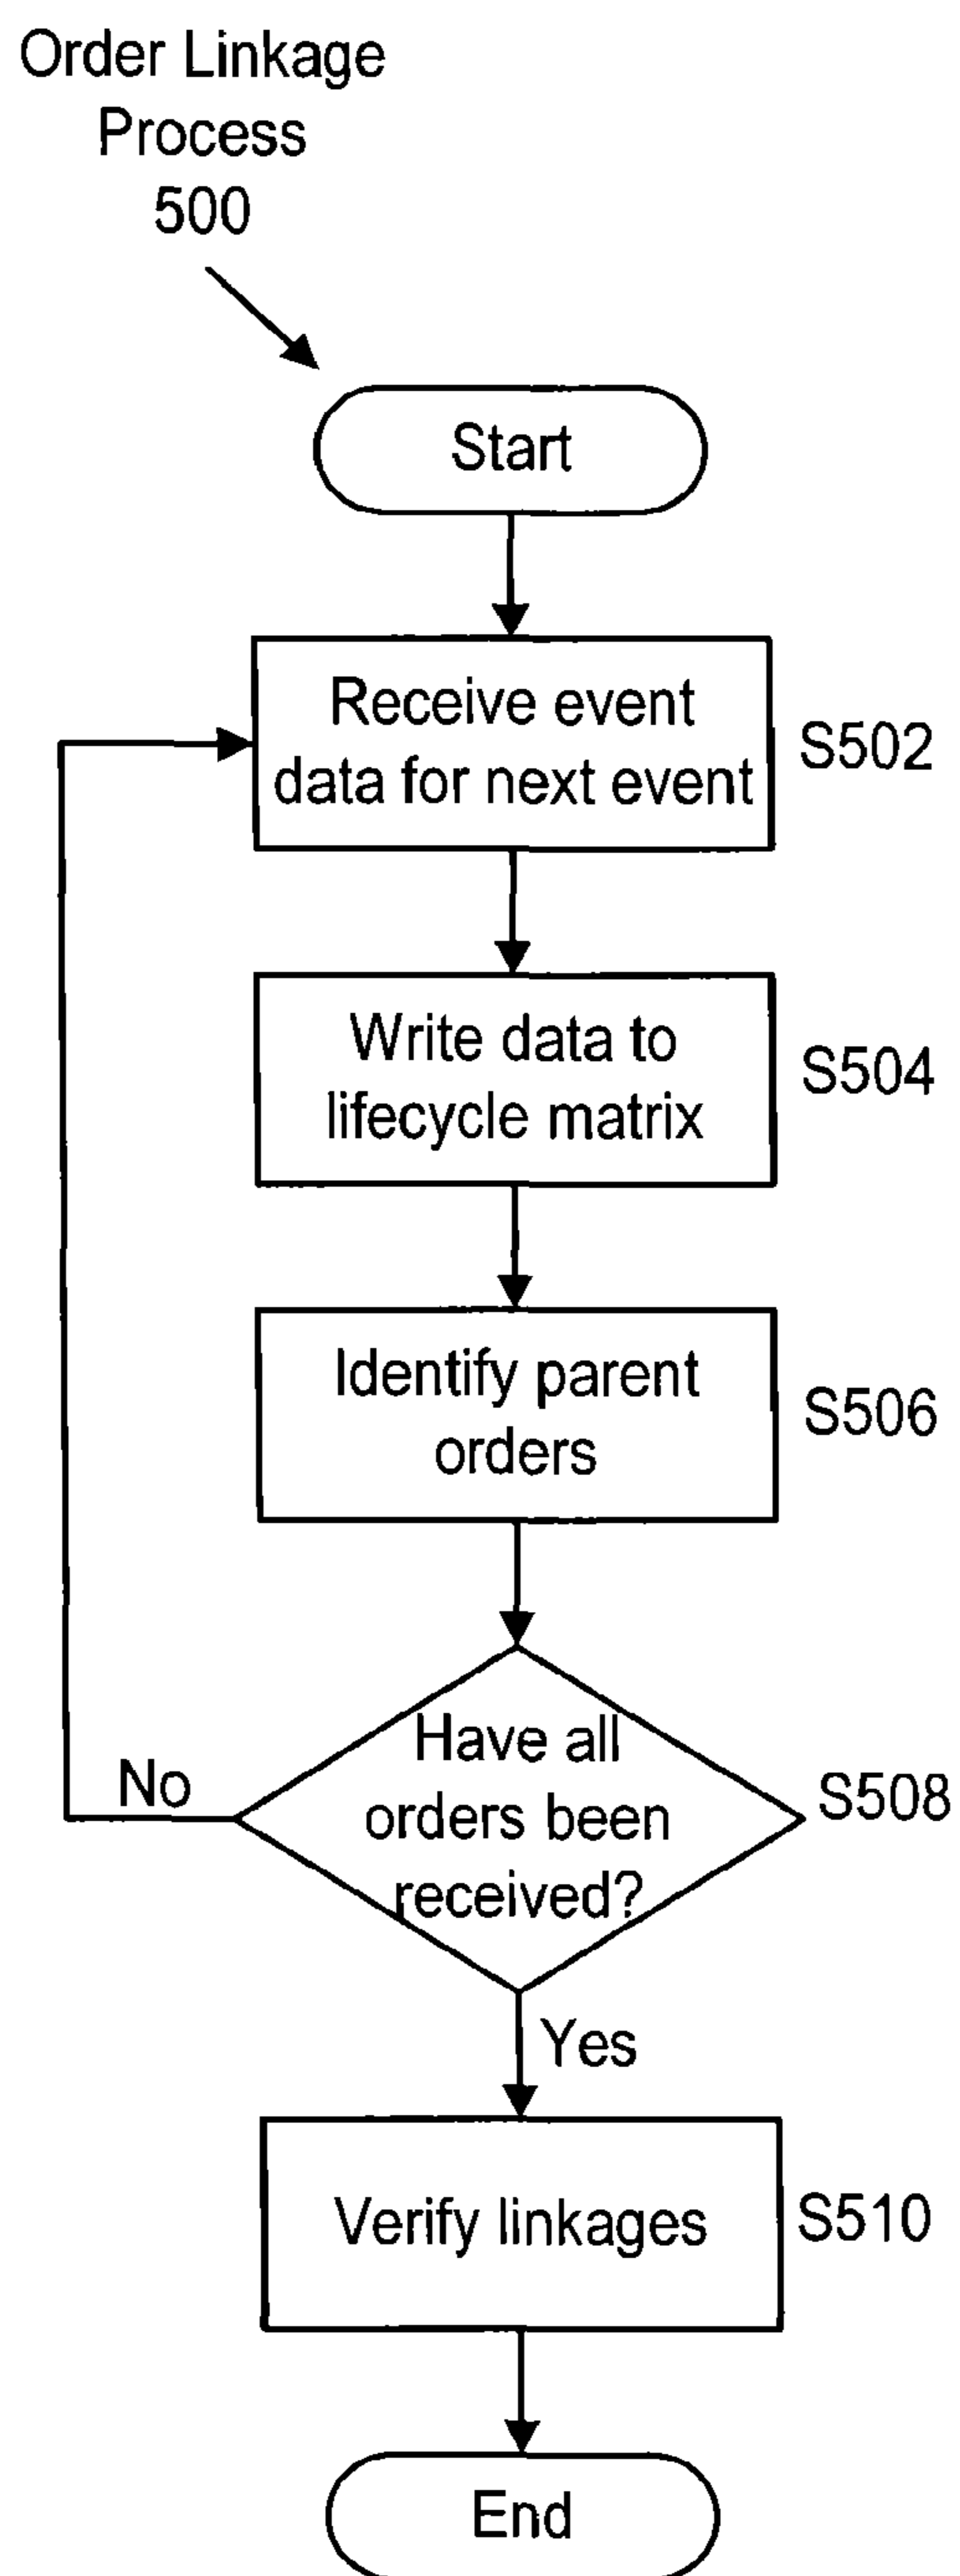 Order Linkage
Process
500
Start
Receive event
data for next event
S502
Write data to
lifecycle matrix
S504
Identify parent
orders
S506
Have all
orders been
received?
S508
No
Yes
Verify linkages
S510
End